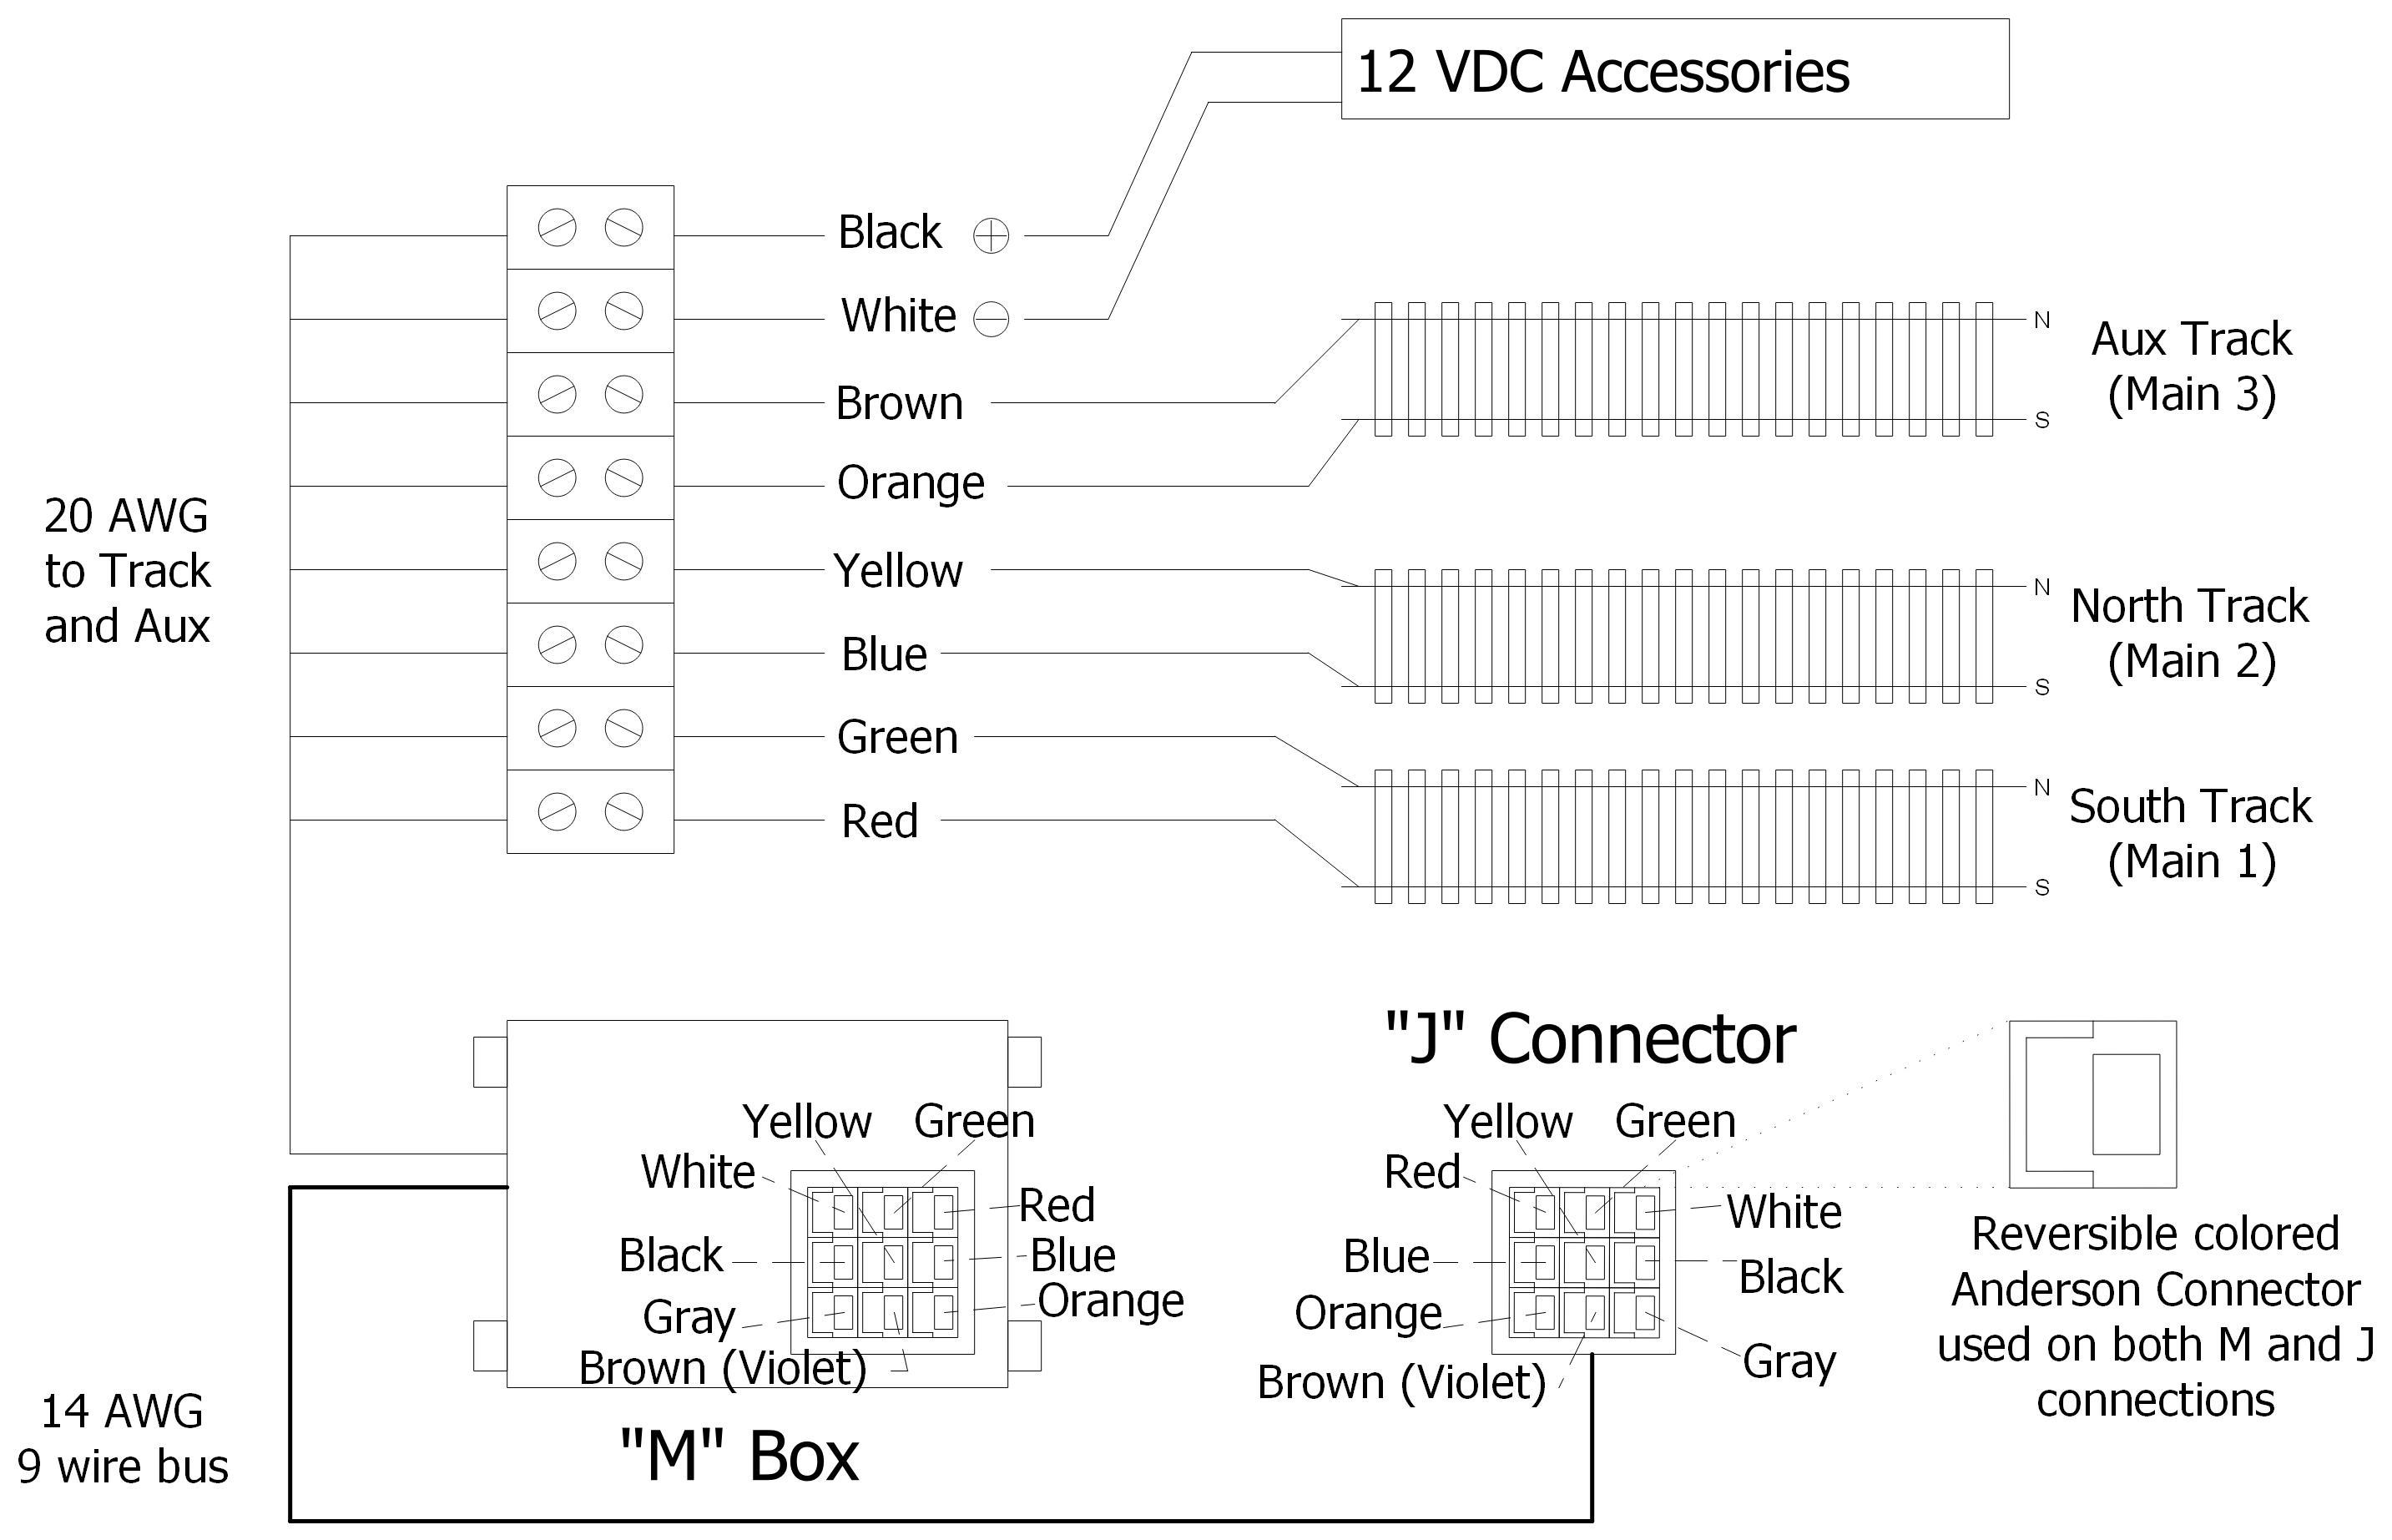 12 VDC Accessories
Black
White
Brown
Orange
Yellow
Blue
Green
Red
N
S
Aux Track
(Main 3)
N
S
North Track
(Main 2)
N
S
South Track
(Main 1)
20 AWG
to Track
and Aux
14 AWG
9 wire bus
Yellow
Green
White
Red
Black
Blue
Gray
Orange
Brown (Violet)
"M" Box
"J" Connector
Yellow
Green
Red
White
Blue
Black
Orange
Gray
Brown (Violet)
Reversible colored
Anderson Connector
used on both M and J
connections